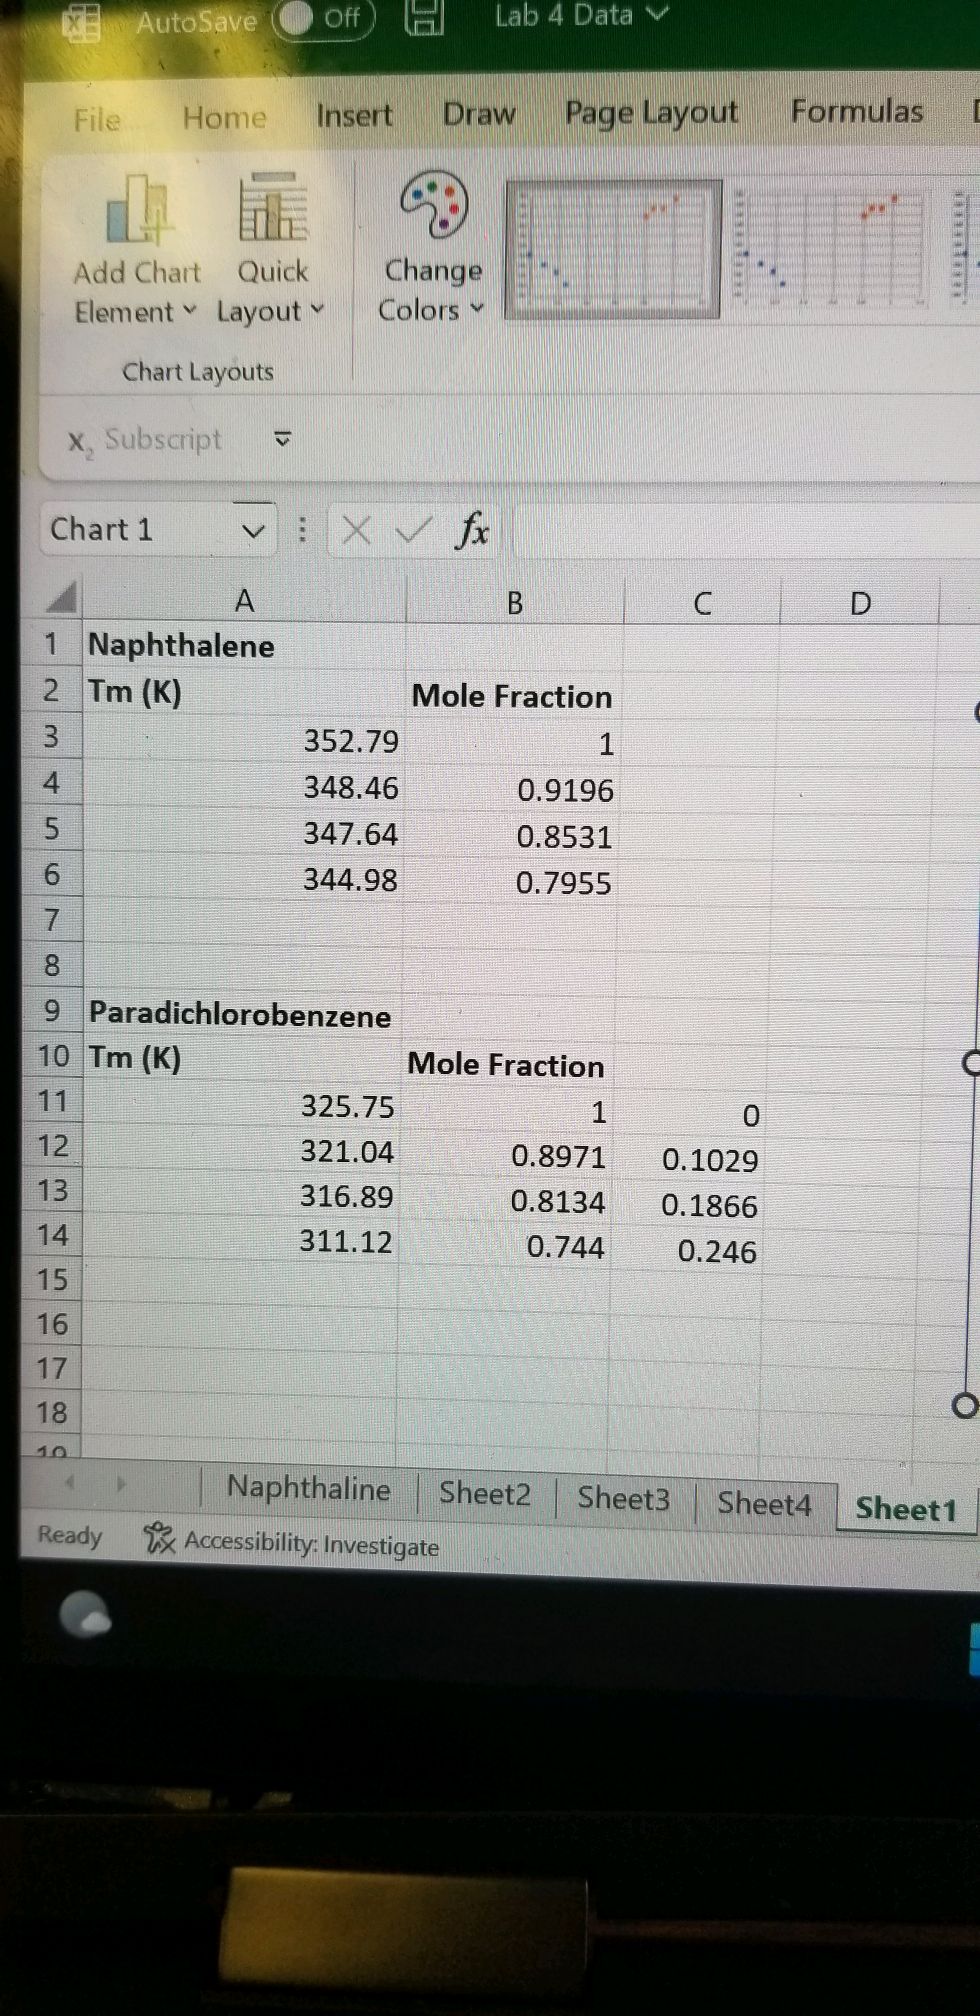 AutoSave Off Lab 4 Data
File Home Insert Draw Page Layout Formulas
Add Chart Element Quick Layout Change Colors
Chart Layouts
X₂ Subscript
Chart 1 fx
A B C D
1 Naphthalene
2 Tm (K) Mole Fraction
3 352.79 1
4 348.46 0.9196
5 347.64 0.8531
6 344.98 0.7955
7
8
9 Paradichlorobenzene
10 Tm (K) Mole Fraction
11 325.75 1 0
12 321.04 0.8971 0.1029
13 316.89 0.8134 0.1866
14 311.12 0.744 0.246
15
16
17
18
19
Naphthaline Sheet2 Sheet3 Sheet4 Sheet1
Ready Accessibility: Investigate